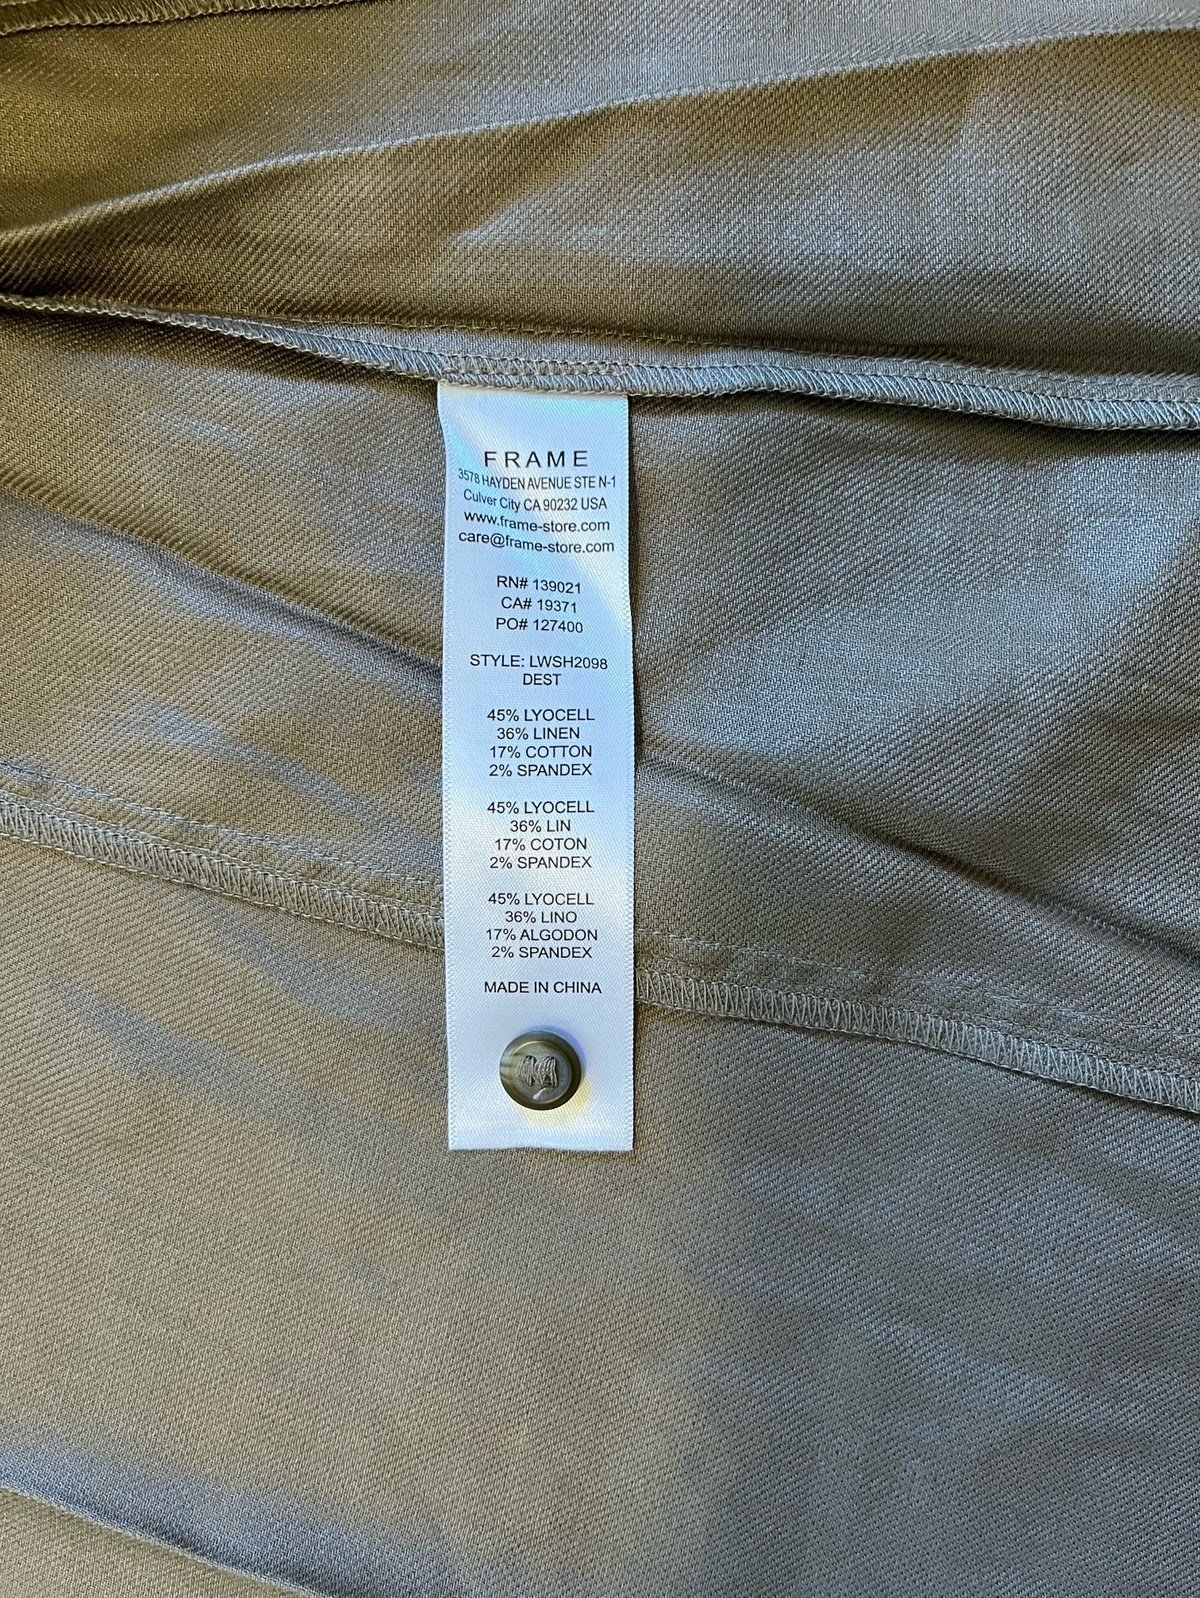 FRAME
3578 HAYDEN AVENUE STE N-1
Culver City CA 90232 USA
www.frame-store.com
care@frame-store.com
RN# 139021
CA# 19371
PO# 127400
STYLE: LWSH2098
DEST
45% LYOCELL
36% LINEN
17% COTTON
2% SPANDEX
45% LYOCELL
36% LIN
17% COTON
2% SPANDEX
45% LYOCELL
36% LINO
17% ALGODON
2% SPANDEX
MADE IN CHINA